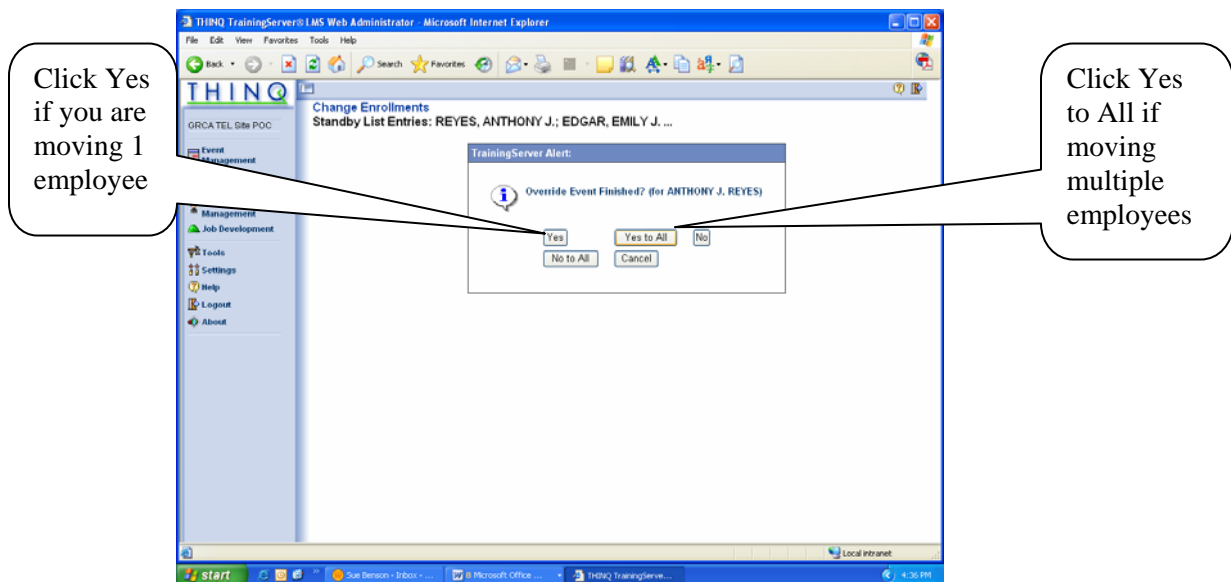 THINQ TrainingServer® LMS Web Administrator - Microsoft Internet Explorer
File Edit View Favorites Tools Help
Back Search Favorites
Click Yes
if you are
moving 1
employee
Click Yes
to All if
moving
multiple
employees
THINQ
GRCA TEL Site POC
Event
Management
Management
Job Development
Tools
Settings
Help
Logout
About
Change Enrollments
Standby List Entries: REYES, ANTHONY J.; EDGAR, EMILY J. ...
TrainingServer Alert:
Override Event Finished? (for ANTHONY J. REYES)
Yes Yes to All No
No to All Cancel
Local intranet
start Sue Benson - Inbox - ... 8 Microsoft Office ... THINQ TrainingServe... 4:36 PM